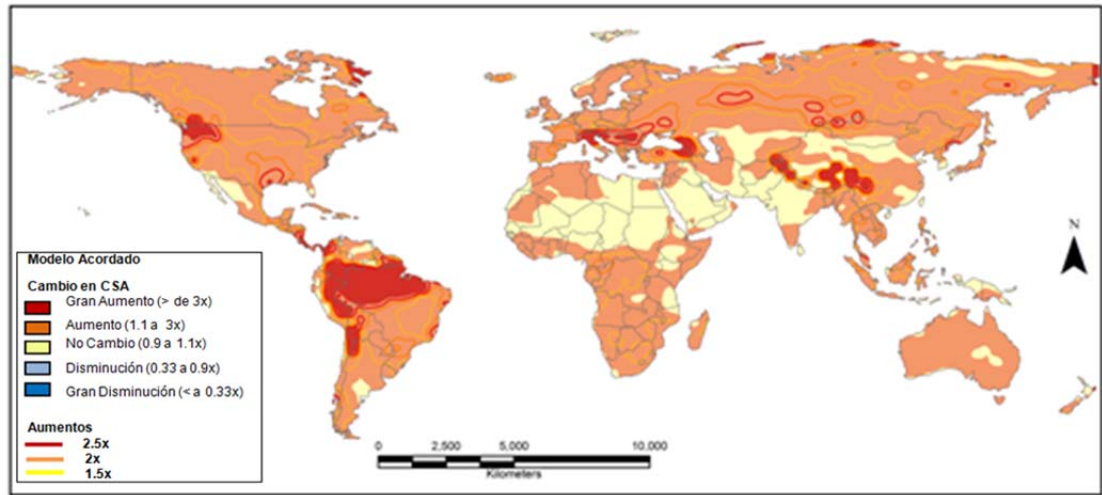 N
Modelo Acordado
Cambio en CSA
Gran Aumento (> de 3x)
Aumento (1.1 a 3x)
No Cambio (0.9 a 1.1x)
Disminución (0.33 a 0.9x)
Gran Disminución (< a 0.33x)
Aumentos
2.5x
2x
1.5x
0 2,500 5,000 10,000
Kilometers